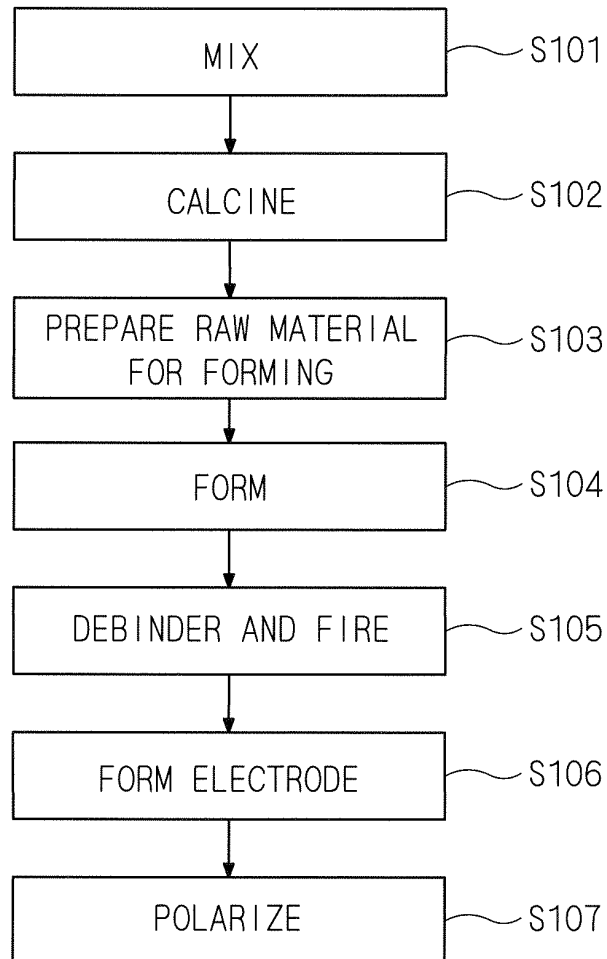 MIX S101
CALCINE S102
PREPARE RAW MATERIAL
FOR FORMING S103
FORM S104
DEBINDER AND FIRE S105
FORM ELECTRODE S106
POLARIZE S107